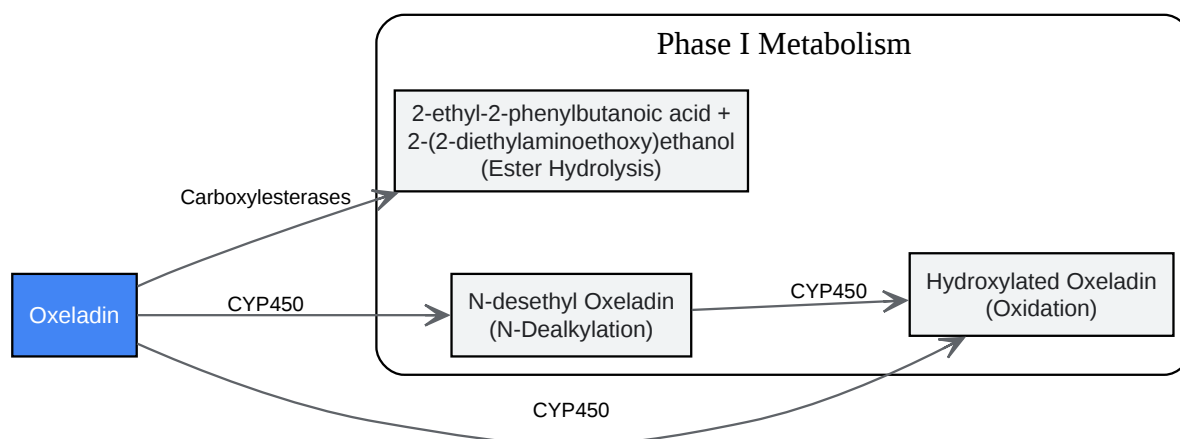 Phase I Metabolism
2-ethyl-2-phenylbutanoic acid +
2-(2-diethylaminoethoxy)ethanol
(Ester Hydrolysis)
Carboxylesterases
Oxeladin
CYP450
N-desethyl Oxeladin
(N-Dealkylation)
CYP450
Hydroxylated Oxeladin
(Oxidation)
CYP450